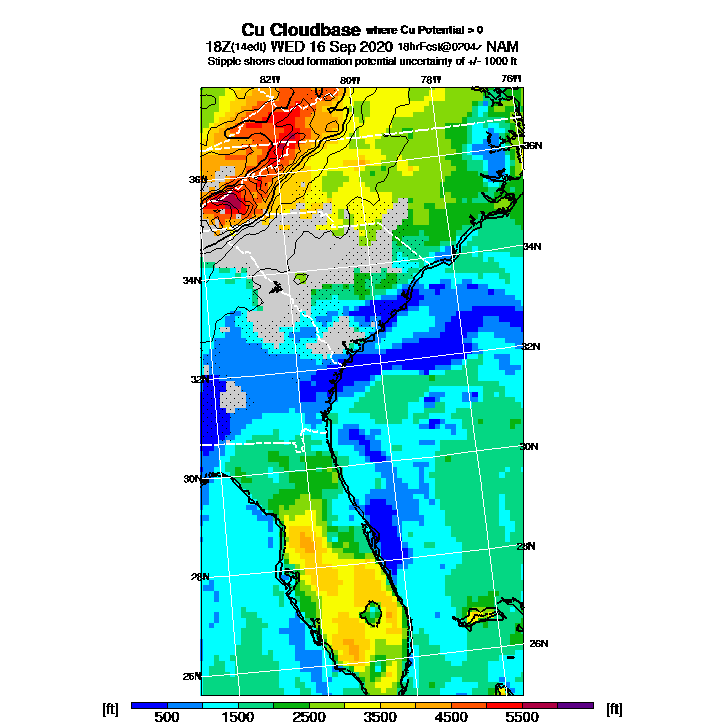 Cu Cloudbase where Cu Potential > 0
18Z(14edt) WED 16 Sep 2020 18hrFcst@0704z NAM
Stipple shows cloud formation potential uncertainty of +/- 1000 ft
82W 80W 78W 76W
36N
36N
34N
34N
32N
32N
30N
30N
28N
28N
26N
26N
[ft] [ft]
500 1500 2500 3500 4500 5500